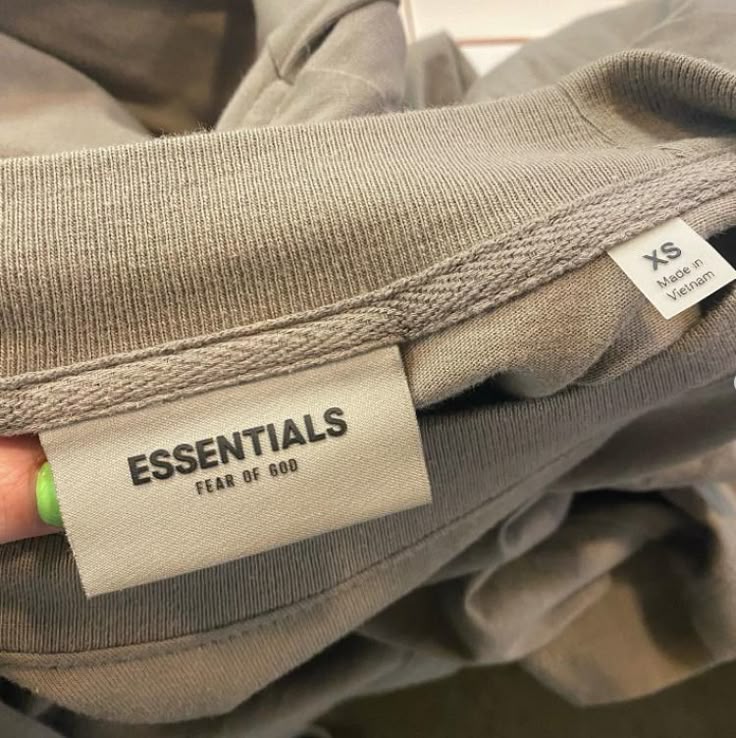 ESSENTIALS
FEAR OF GOD
XS
Made in
Vietnam